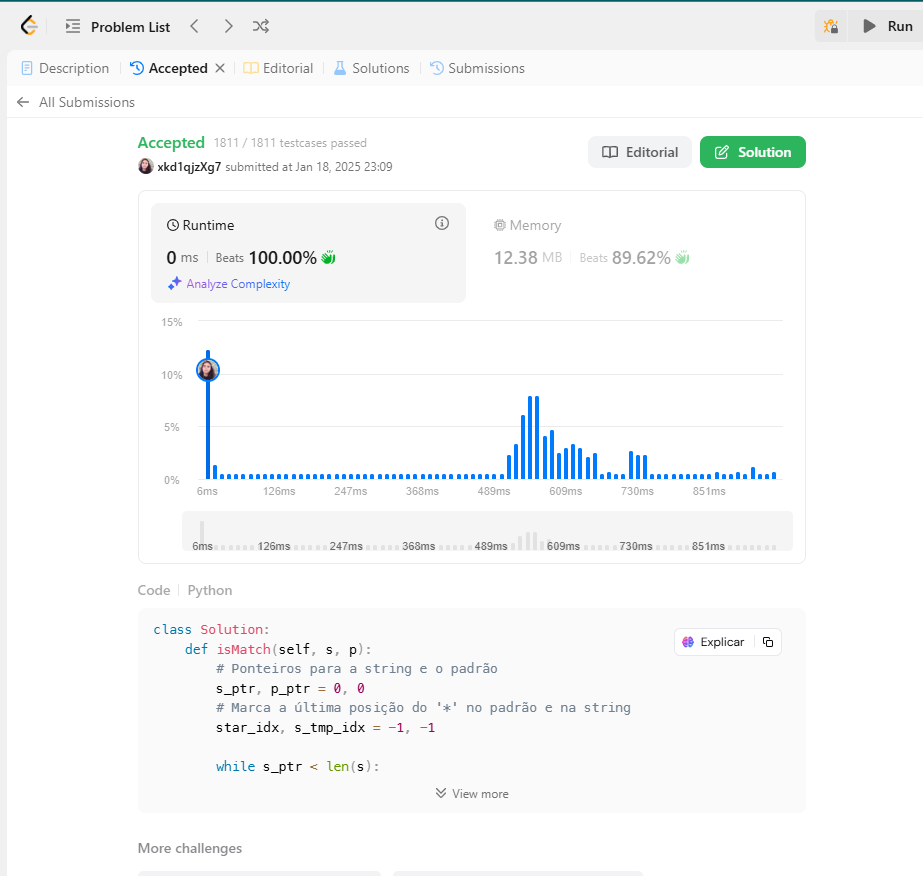 Problem List
Run
Description
Accepted
Editorial
Solutions
Submissions
All Submissions
Accepted 1811 / 1811 testcases passed
xkd1qjzXg7 submitted at Jan 18, 2025 23:09
Editorial
Solution
Runtime
0 ms Beats 100.00%
Analyze Complexity
Memory
12.38 MB Beats 89.62%
15%
10%
5%
0%
6ms 126ms 247ms 368ms 489ms 609ms 730ms 851ms
6ms 126ms 247ms 368ms 489ms 609ms 730ms 851ms
Code Python
Explicar
class Solution:
    def isMatch(self, s, p):
        # Ponteiros para a string e o padrão
        s_ptr, p_ptr = 0, 0
        # Marca a última posição do '*' no padrão e na string
        star_idx, s_tmp_idx = -1, -1
        while s_ptr < len(s):
View more
More challenges